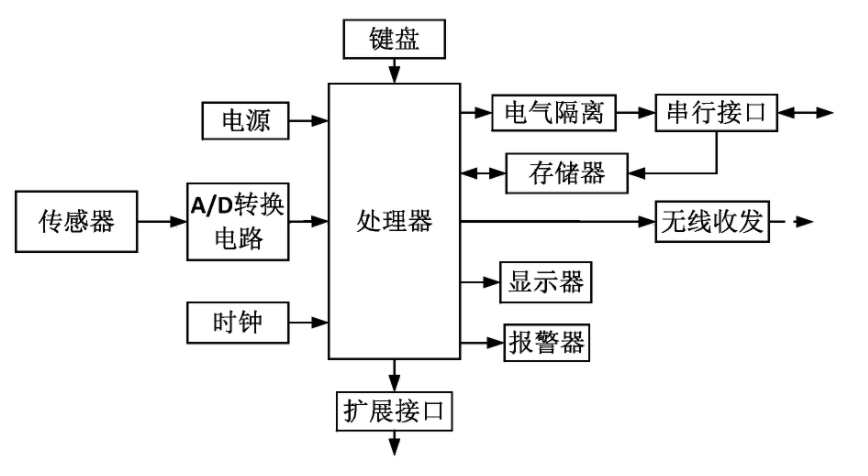 键盘
电源
电气隔离
串行接口
存储器
传感器
A/D转换
电路
处理器
无线收发
显示器
时钟
报警器
扩展接口